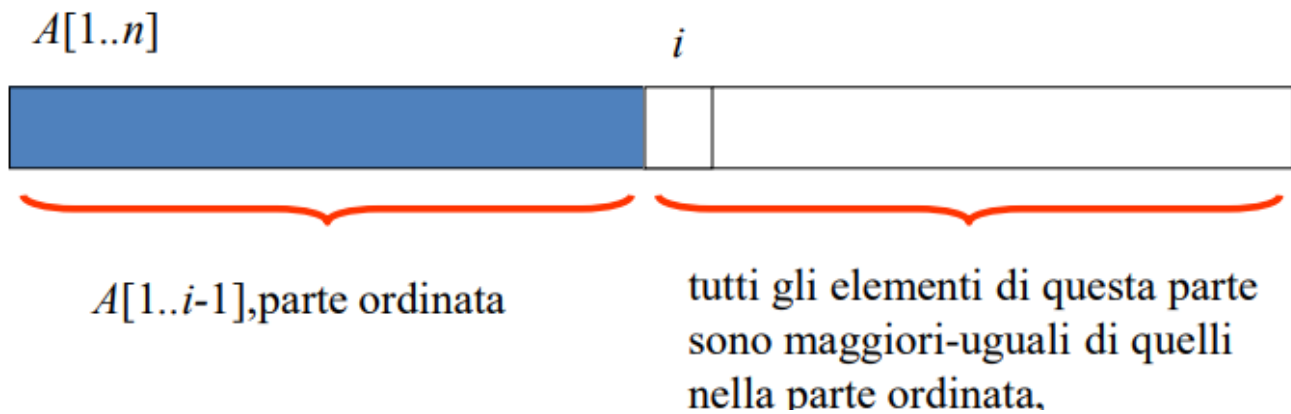 A[1..n]
i
A[1..i-1],parte ordinata
tutti gli elementi di questa parte
sono maggiori-uguali di quelli
nella parte ordinata,